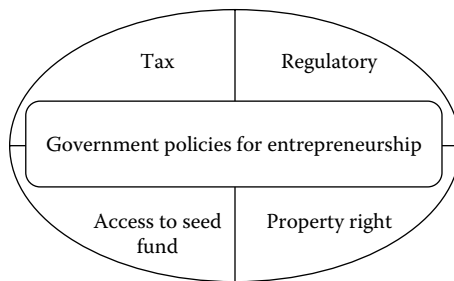 Tax
Regulatory
Government policies for entrepreneurship
Access to seed
fund
Property right